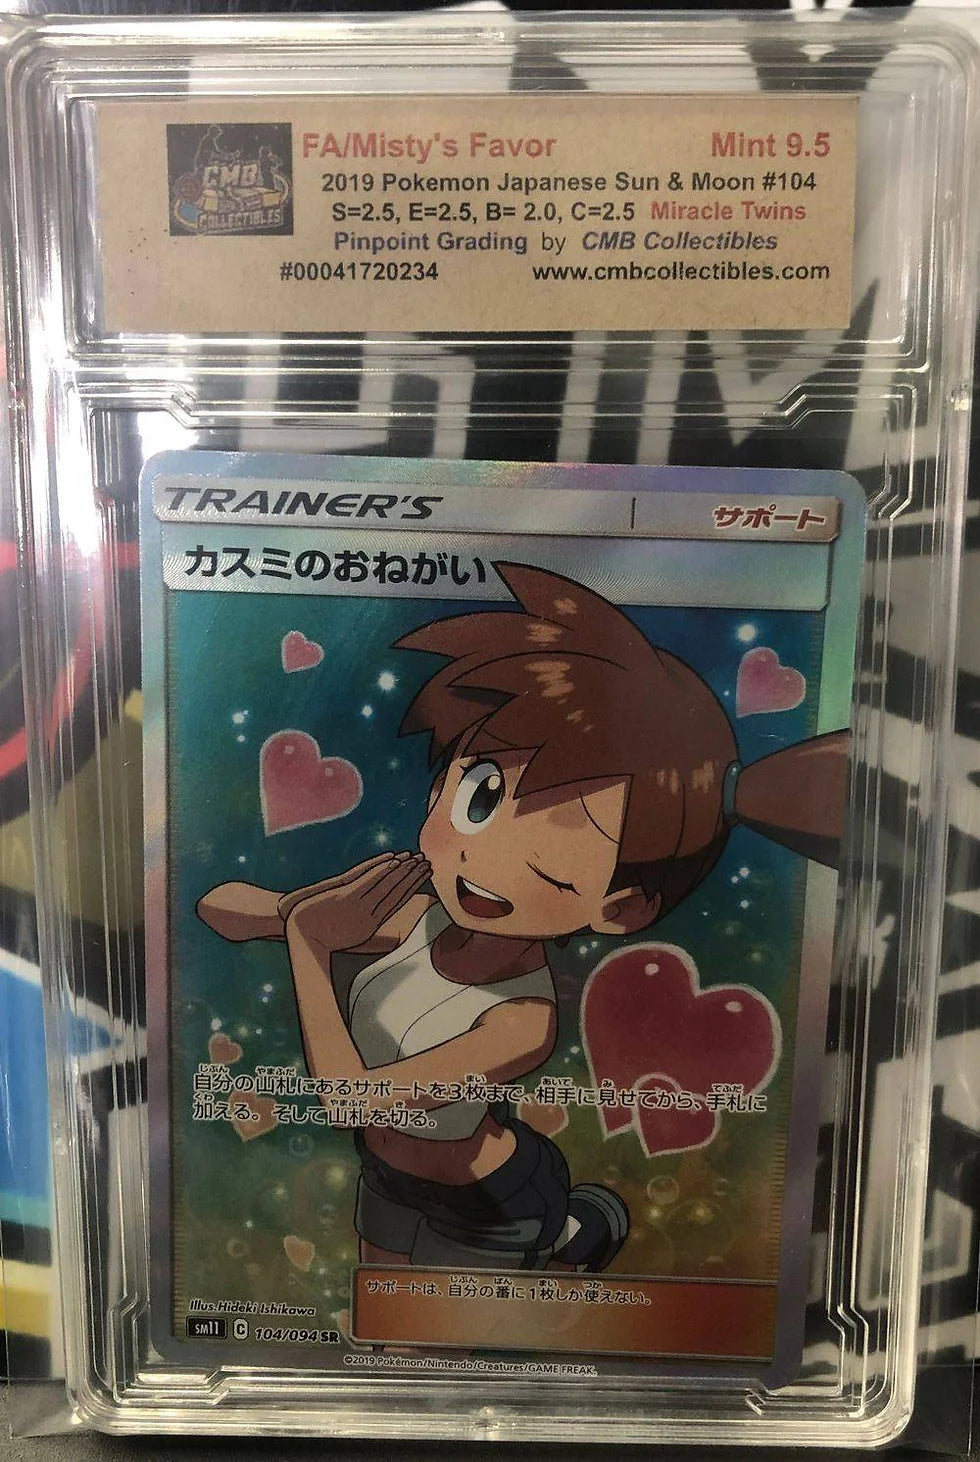 CMB
COLLECTIBLES
FA/Misty's Favor Mint 9.5
2019 Pokemon Japanese Sun & Moon #104
S=2.5, E=2.5, B= 2.0, C=2.5 Miracle Twins
Pinpoint Grading by CMB Collectibles
#00041720234 www.cmbcollectibles.com
TRAINER'S サポート
カスミのおねがい
自分の山札にあるサポートを3枚まで、相手に見せてから、手札に
加える。そして山札を切る。
サポートは、自分の番に1枚しか使えない。
Illus. Hideki Ishikawa
SM11 C 104/094 SR
©2019 Pokémon/Nintendo/Creatures/GAME FREAK.